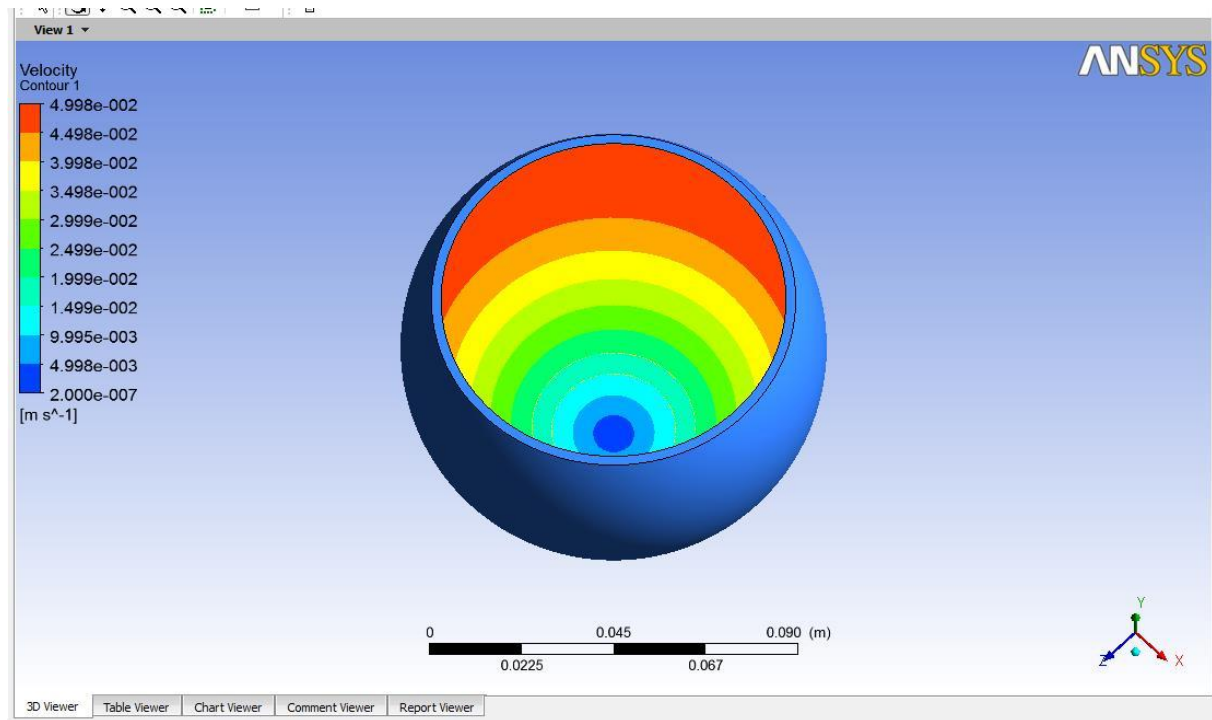 View 1
ANSYS
Velocity
Contour 1
4.998e-002
4.498e-002
3.998e-002
3.498e-002
2.999e-002
2.499e-002
1.999e-002
1.499e-002
9.995e-003
4.998e-003
2.000e-007
[m s^-1]
0 0.045 0.090 (m)
0.0225 0.067
Y
Z X
3D Viewer Table Viewer Chart Viewer Comment Viewer Report Viewer